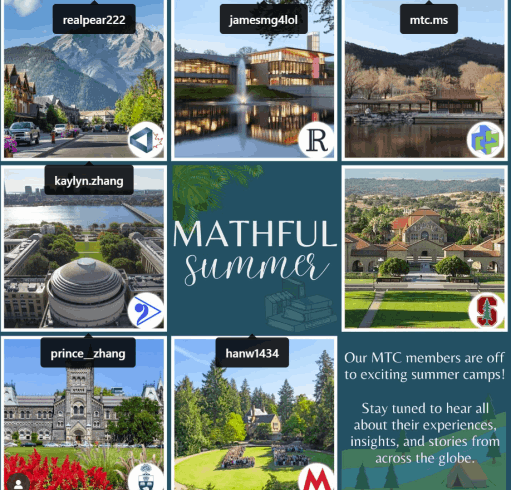 realpear222
jamesmg4lol
mtc.ms
R
kaylyn.zhang
MATHFUL
summer
S
prince__zhang
hanw1434
M
Our MTC members are off
to exciting summer camps!
Stay tuned to hear all
about their experiences,
insights, and stories from
across the globe.